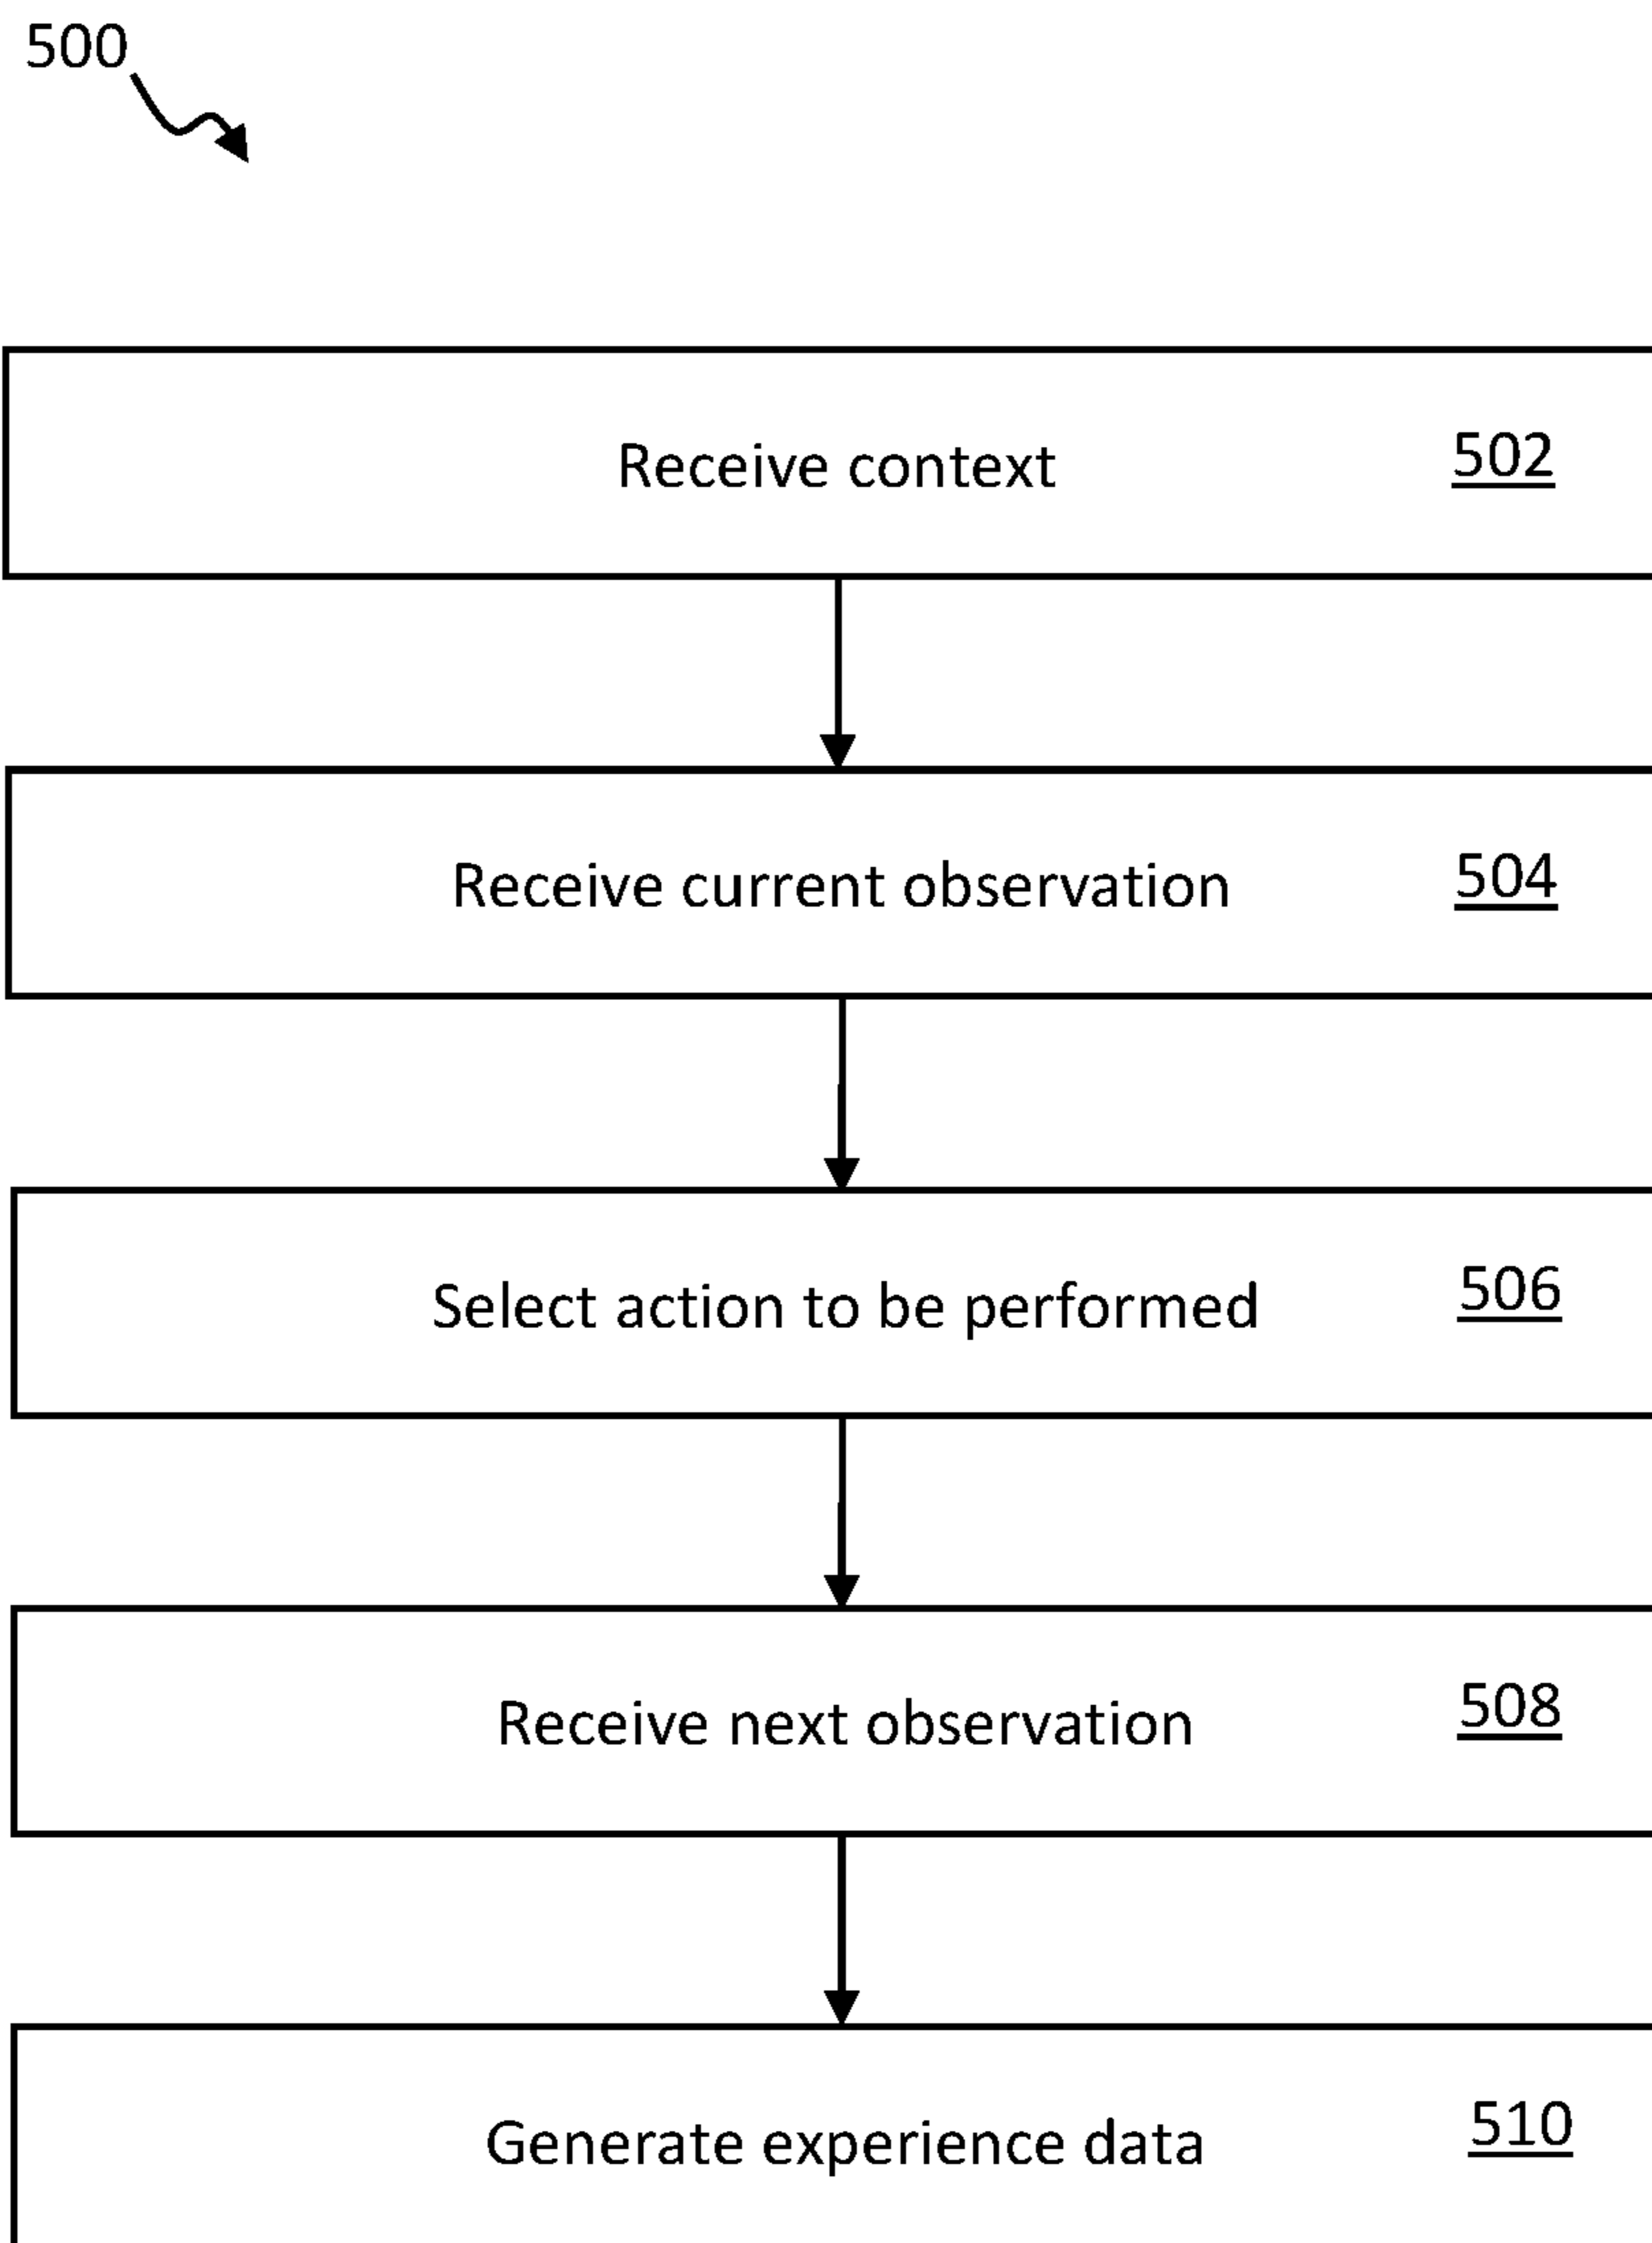 500
Receive context 502
Receive current observation 504
Select action to be performed 506
Receive next observation 508
Generate experience data 510